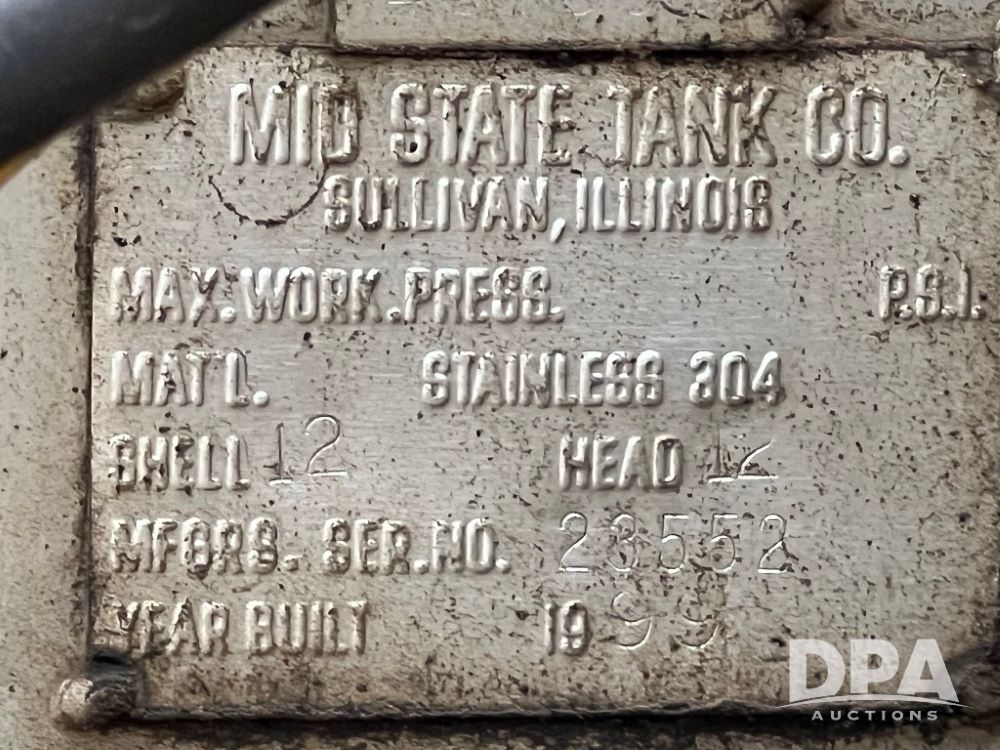 MID STATE TANK CO.
SULLIVAN, ILLINOIS
MAX. WORK. PRESS. P.S.I.
MAT'L. STAINLESS 304
SHELL 12 HEAD 12
MFGRS. SER. NO. 23552
YEAR BUILT 1999
DPA
AUCTIONS